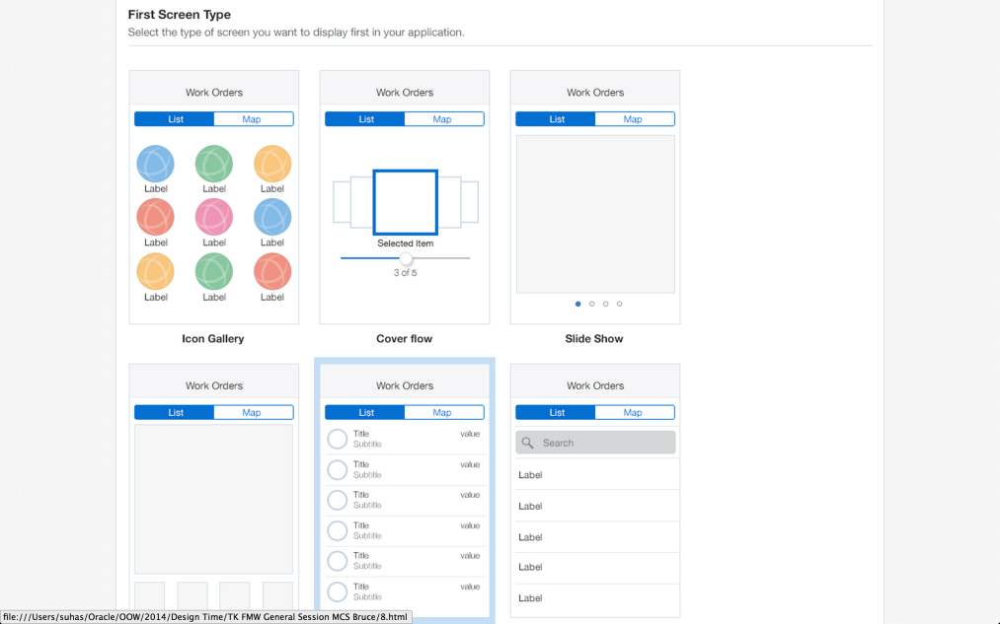 First Screen Type
Select the type of screen you want to display first in your application.
Work Orders
List Map
Label Label Label
Label Label Label
Label Label Label
Icon Gallery
Work Orders
List Map
Selected Item
3 of 5
Cover flow
Work Orders
List Map
Slide Show
Work Orders
List Map
Work Orders
List Map
Title value
Subtitle
Title value
Subtitle
Title value
Subtitle
Title value
Subtitle
Title value
Subtitle
Title value
Subtitle
Work Orders
List Map
Search
Label
Label
Label
Label
Label
file:///Users/suhas/Oracle/OOW/2014/Design Time/TK FMW General Session MCS Bruce/8.html